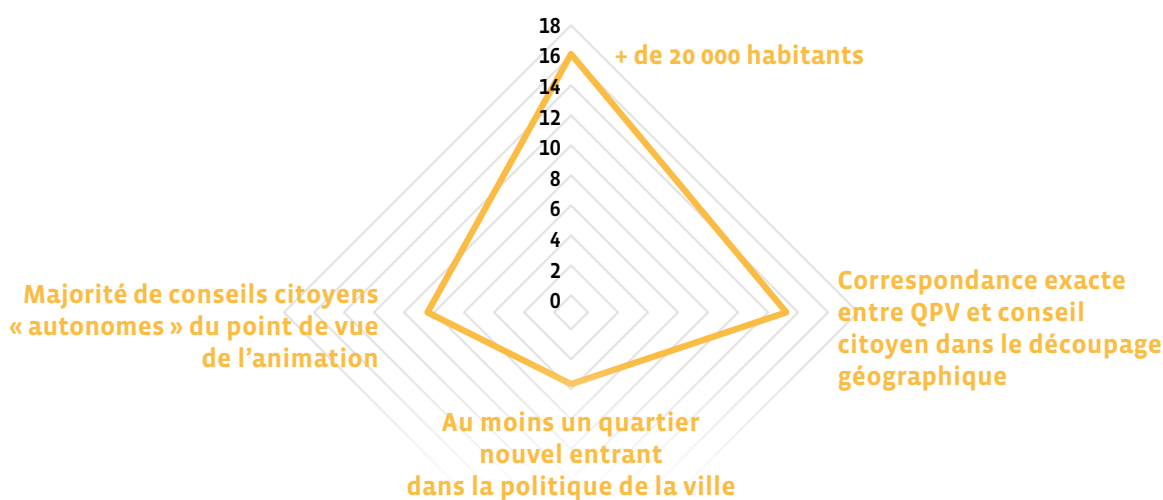 18
+ de 20 000 habitants
16
14
12
10
8
6
4
2
0
Majorité de conseils citoyens
« autonomes » du point de vue
de l’animation
Correspondance exacte
entre QPV et conseil
citoyen dans le découpage
géographique
Au moins un quartier
nouvel entrant
dans la politique de la ville